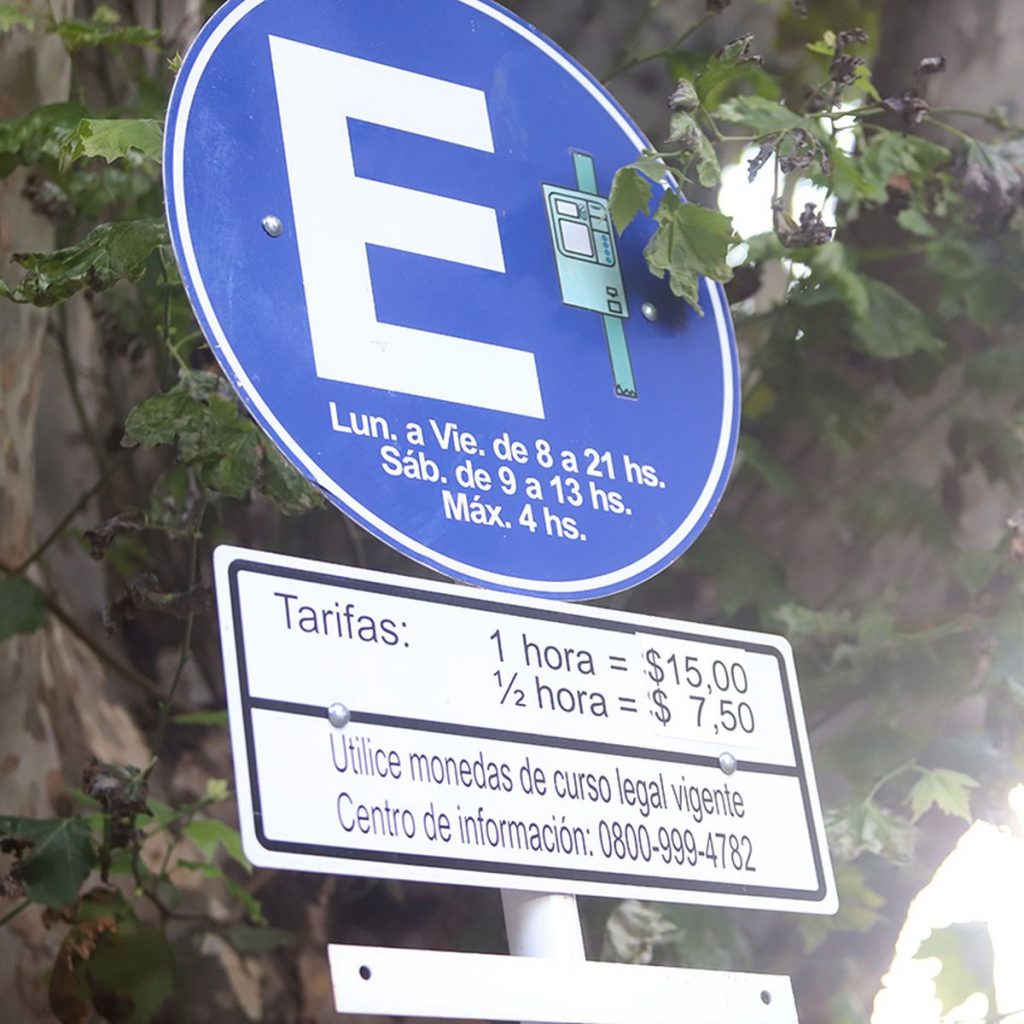 E
Lun. a Vie. de 8 a 21 hs.
Sáb. de 9 a 13 hs.
Máx. 4 hs.
Tarifas: 1 hora = $15,00
½ hora = $ 7,50
Utilice monedas de curso legal vigente
Centro de información: 0800-999-4782